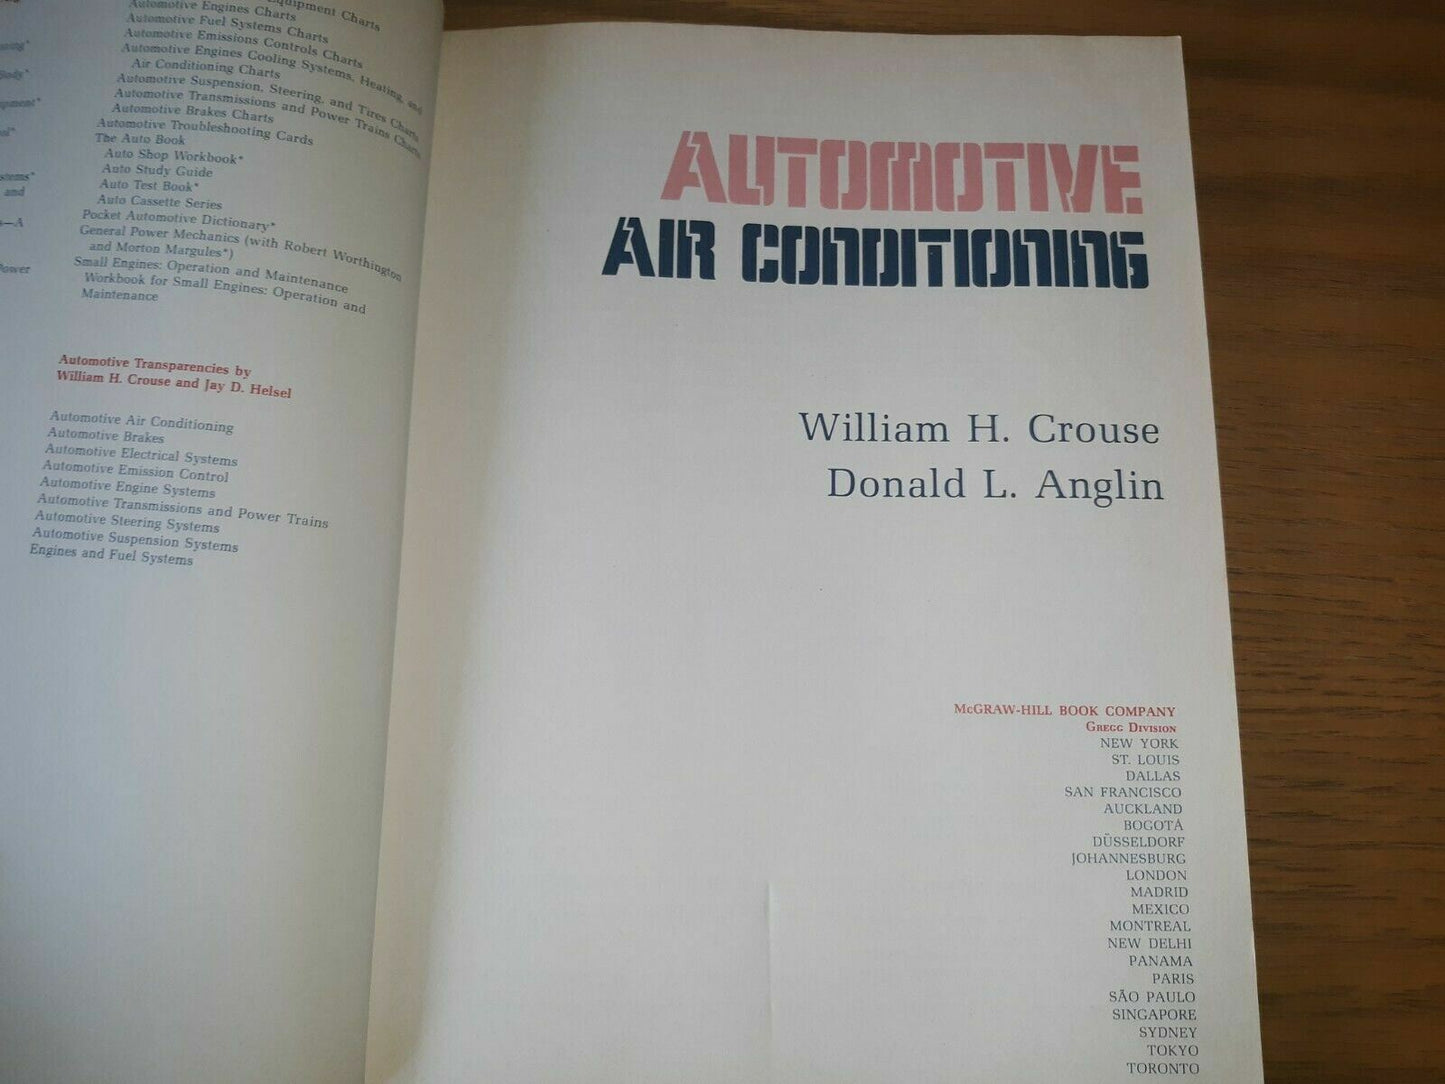 Equipment Charts
Automotive Engines Charts
Automotive Fuel Systems Charts
Automotive Emissions Controls Charts
Automotive Engines Cooling Systems, Heating, and
Air Conditioning Charts
Automotive Suspension, Steering, and Tires Charts
Automotive Transmissions and Power Trains Charts
Automotive Brakes Charts
Automotive Troubleshooting Cards
The Auto Book
Auto Shop Workbook*
Auto Study Guide
Auto Test Book*
Auto Cassette Series
Pocket Automotive Dictionary*
General Power Mechanics (with Robert Worthington
and Morton Margules*)
Small Engines: Operation and Maintenance
Workbook for Small Engines: Operation and
Maintenance
and
—A
Power
Automotive Transparencies by
William H. Crouse and Jay D. Helsel
Automotive Air Conditioning
Automotive Brakes
Automotive Electrical Systems
Automotive Emission Control
Automotive Engine Systems
Automotive Transmissions and Power Trains
Automotive Steering Systems
Automotive Suspension Systems
Engines and Fuel Systems
AUTOMOTIVE
AIR CONDITIONING
William H. Crouse
Donald L. Anglin
McGRAW-HILL BOOK COMPANY
Gregg Division
NEW YORK
ST. LOUIS
DALLAS
SAN FRANCISCO
AUCKLAND
BOGOTÁ
DÜSSELDORF
JOHANNESBURG
LONDON
MADRID
MEXICO
MONTREAL
NEW DELHI
PANAMA
PARIS
SÃO PAULO
SINGAPORE
SYDNEY
TOKYO
TORONTO